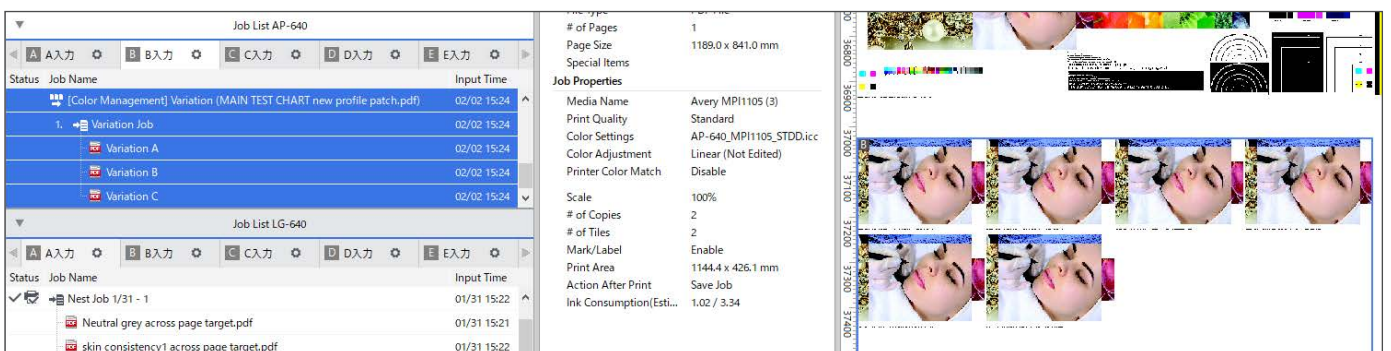 Job List AP-640
A A入力
B B入力
C C入力
D D入力
E E入力
Status Job Name Input Time
[Color Management] Variation (MAIN TEST CHART new profile patch.pdf) 02/02 15:24
1. Variation Job 02/02 15:24
Variation A 02/02 15:24
Variation B 02/02 15:24
Variation C 02/02 15:24
Job List LG-640
A A入力
B B入力
C C入力
D D入力
E E入力
Status Job Name Input Time
Nest Job 1/31 - 1 01/31 15:22
Neutral grey across page target.pdf 01/31 15:21
skin consistency1 across page target.pdf 01/31 15:22
# of Pages 1
Page Size 1189.0 x 841.0 mm
Special Items
Job Properties
Media Name Avery MPI1105 (3)
Print Quality Standard
Color Settings AP-640_MPI1105_STDD.icc
Color Adjustment Linear (Not Edited)
Printer Color Match Disable
Scale 100%
# of Copies 2
# of Tiles 2
Mark/Label Enable
Print Area 1144.4 x 426.1 mm
Action After Print Save Job
Ink Consumption(Esti... 1.02 / 3.34
36800
36900
37000
37100
37200
37300
37400
B